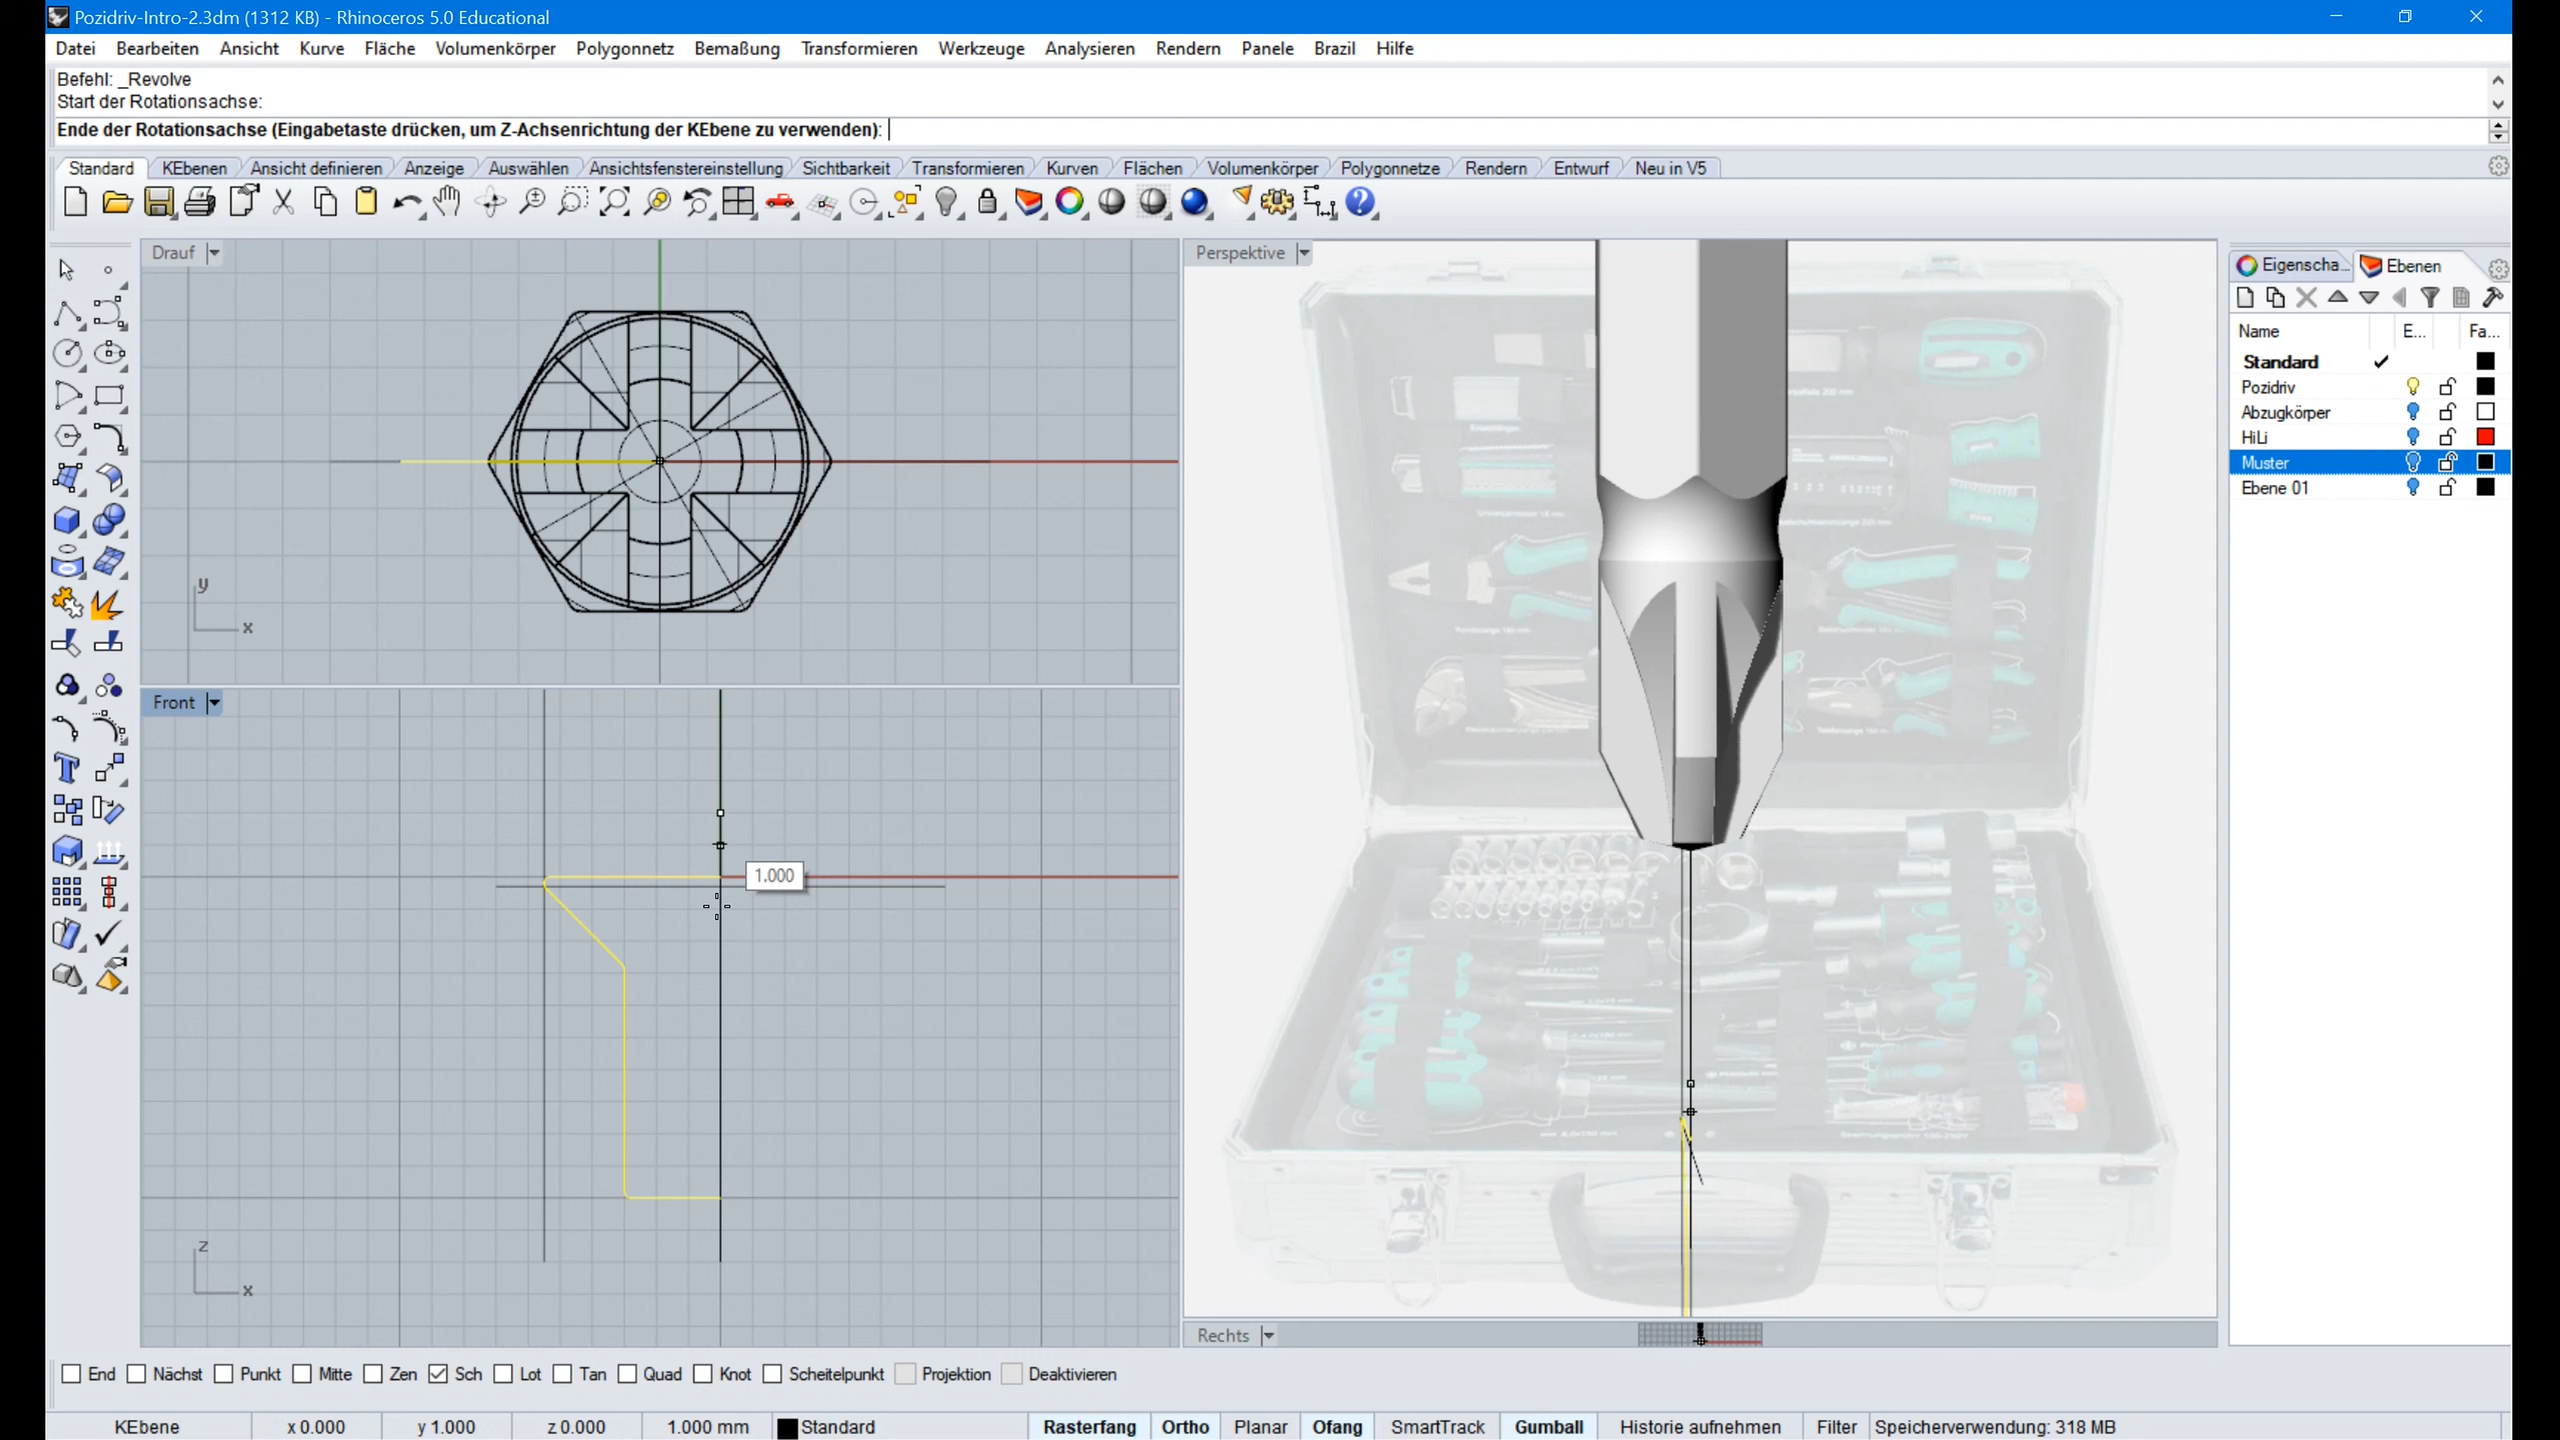 Pozidriv-Intro-2.3dm (1312 KB) - Rhinoceros 5.0 Educational
Datei Bearbeiten Ansicht Kurve Fläche Volumenkörper Polygonnetz Bemaßung Transformieren Werkzeuge Analysieren Rendern Panele Brazil Hilfe
Befehl: _Revolve
Start der Rotationsachse:
Ende der Rotationsachse (Eingabetaste drücken, um Z-Achsenrichtung der KEbene zu verwenden):
Standard KEbenen Ansicht definieren Anzeige Auswählen Ansichtsfenstereinstellung Sichtbarkeit Transformieren Kurven Flächen Volumenkörper Polygonnetze Rendern Entwurf Neu in V5
Drauf
y
x
Front
1.000
z
x
Perspektive
Rechts
Eigenscha... Ebenen
Name E... Fa...
Standard
Pozidriv
Abzugkörper
HiLi
Muster
Ebene 01
End Nächst Punkt Mitte Zen Sch Lot Tan Quad Knot Scheitelpunkt Projektion Deaktivieren
KEbene x 0.000 y 1.000 z 0.000 1.000 mm Standard Rasterfang Ortho Planar Ofang SmartTrack Gumball Historie aufnehmen Filter Speicherverwendung: 318 MB